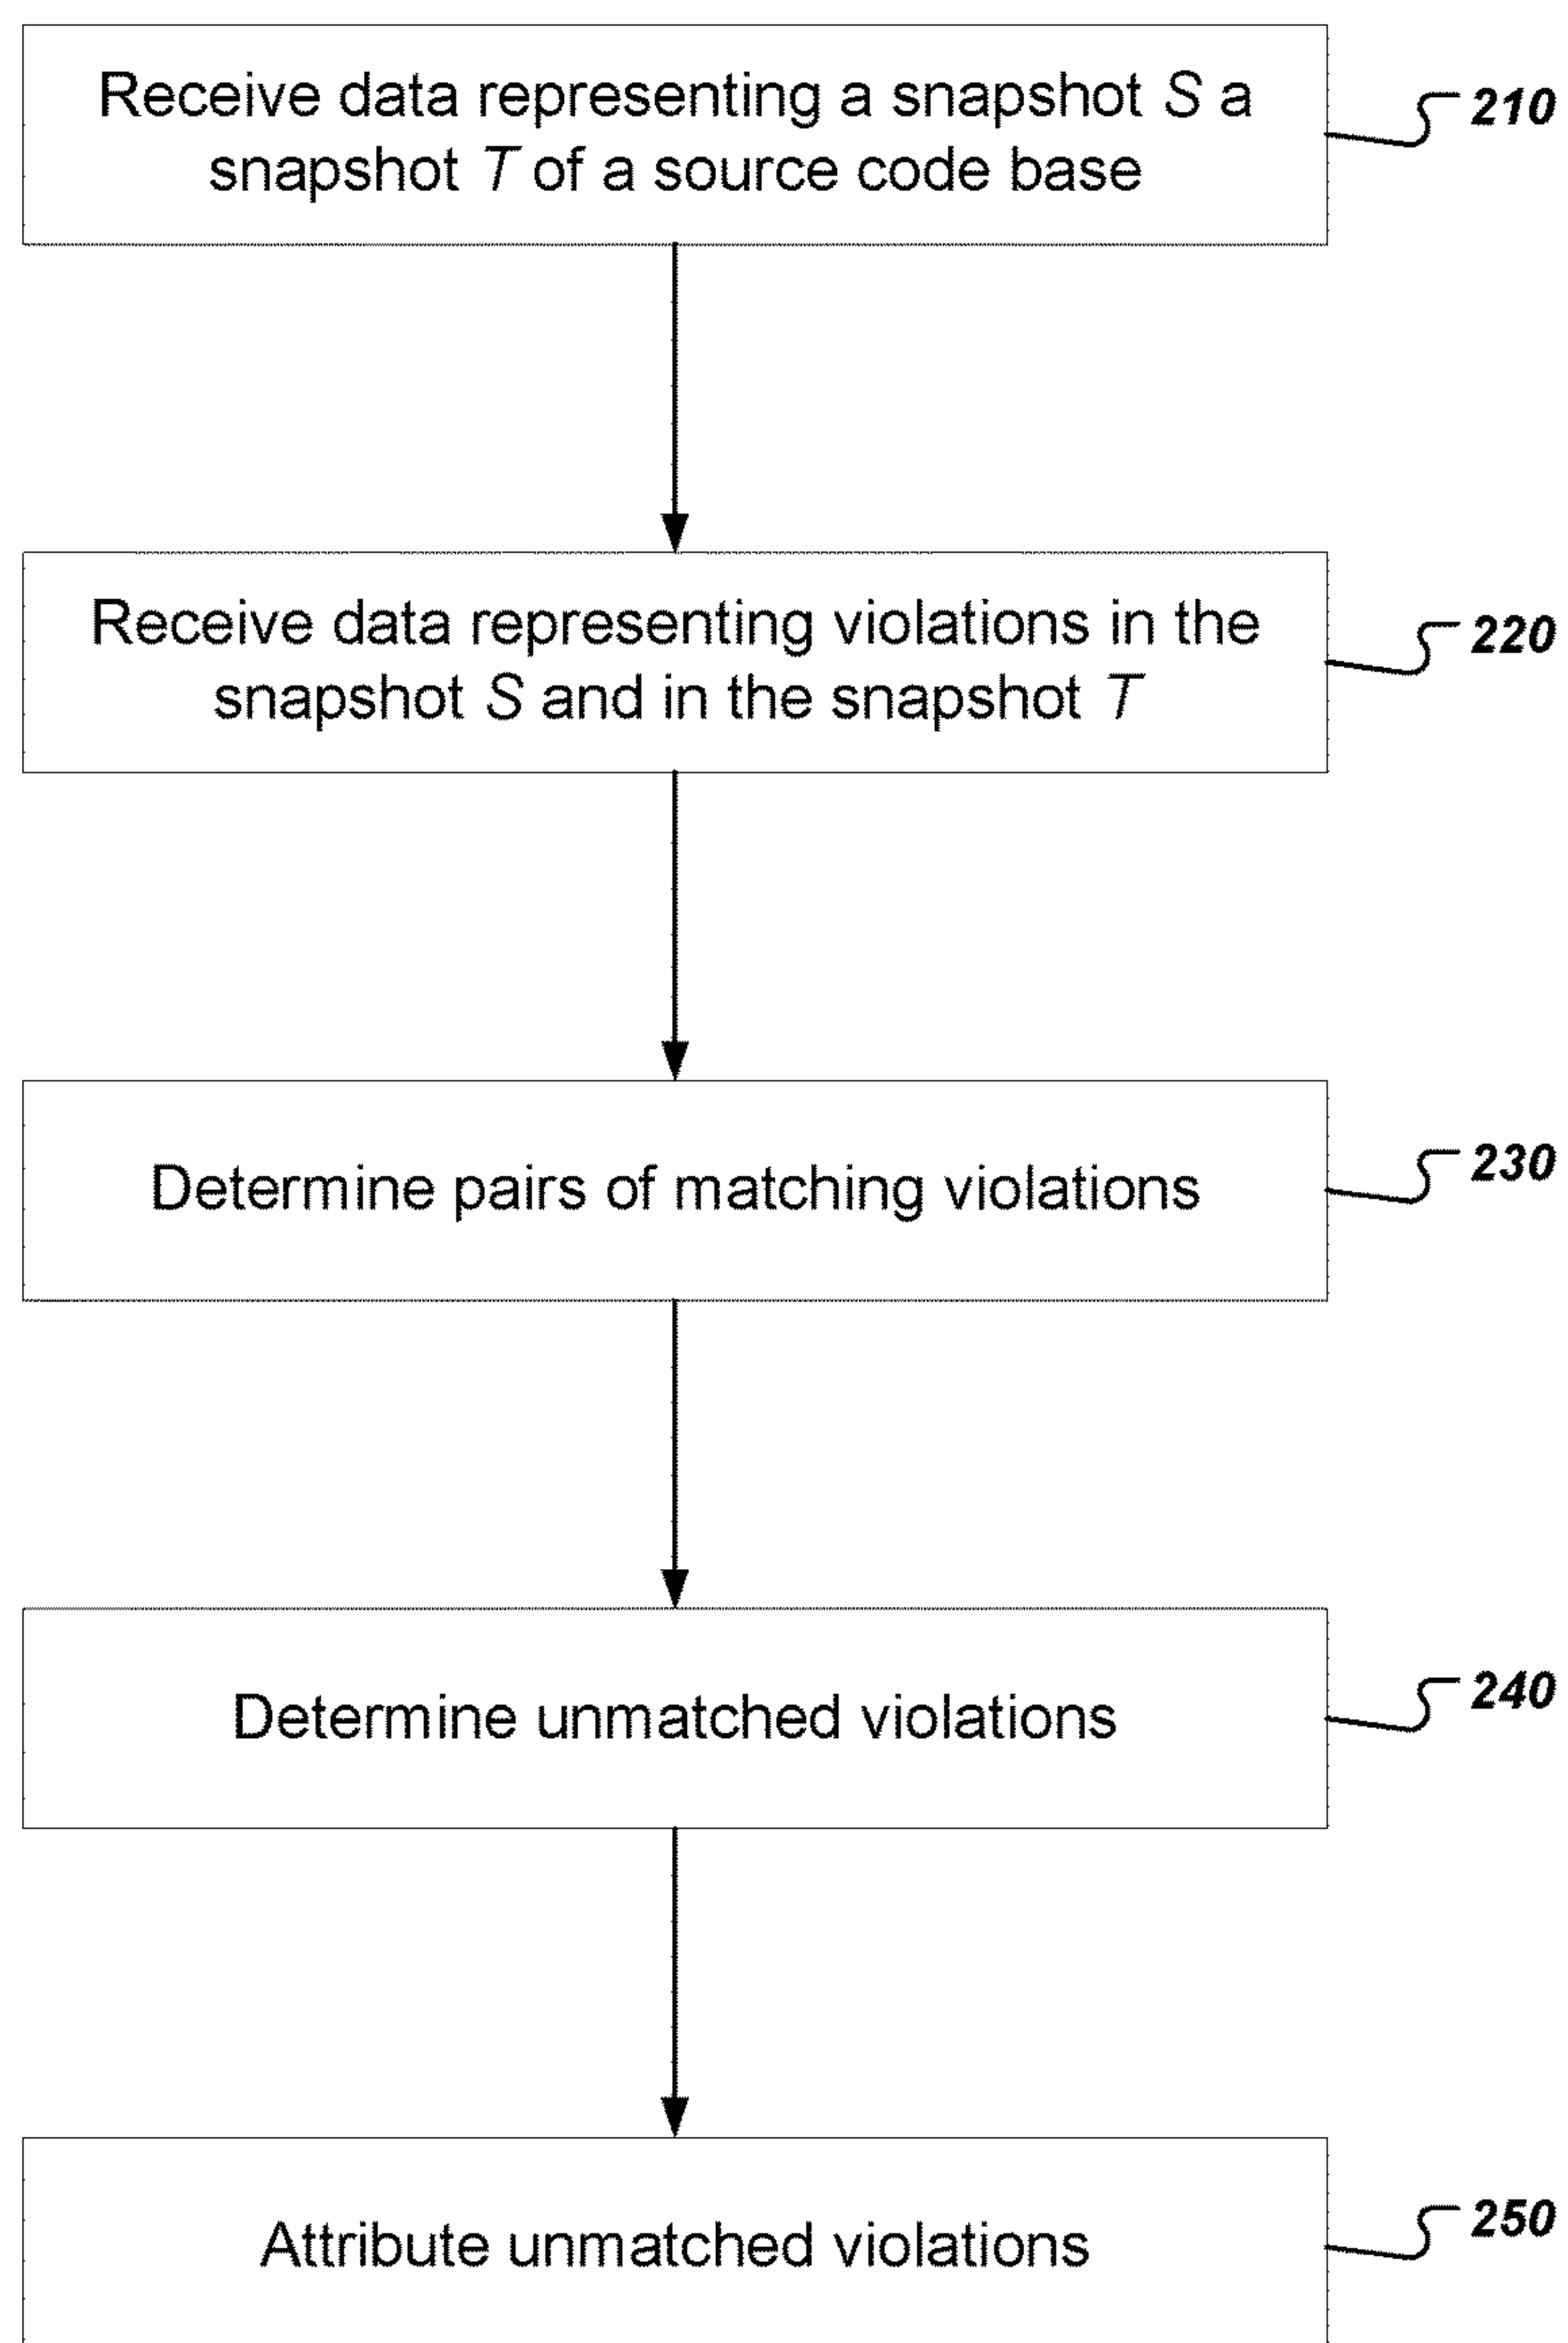 Receive data representing a snapshot S a
snapshot T of a source code base
210
Receive data representing violations in the
snapshot S and in the snapshot T
220
Determine pairs of matching violations
230
Determine unmatched violations
240
Attribute unmatched violations
250